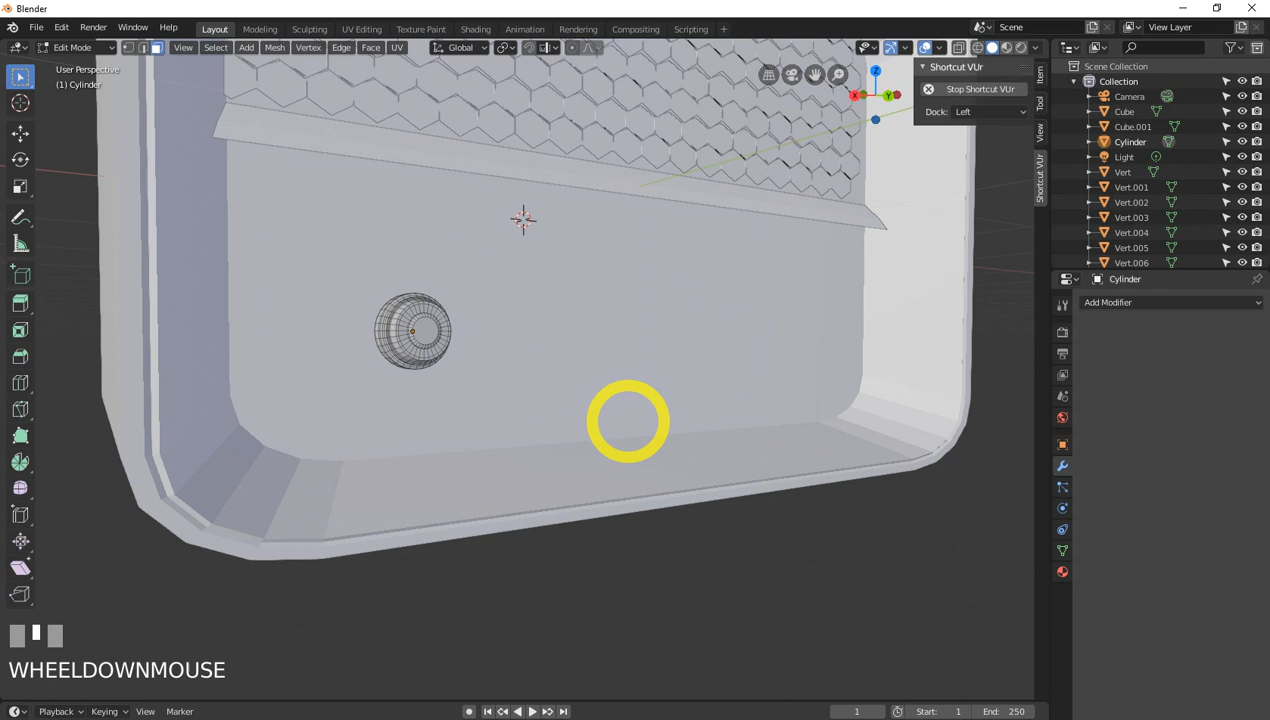 Blender
File Edit Render Window Help Layout Modeling Sculpting UV Editing Texture Paint Shading Animation Rendering Compositing Scripting + Scene View Layer
Edit Mode View Select Add Mesh Vertex Edge Face UV Global
User Perspective
(1) Cylinder
X Y Z
Shortcut VUr
Stop Shortcut VUr
Dock: Left
Item
Tool
View
Shortcut VUr
Scene Collection
Collection
Camera
Cube
Cube.001
Cylinder
Light
Vert
Vert.001
Vert.002
Vert.003
Vert.004
Vert.005
Vert.006
Cylinder
Add Modifier
WHEELDOWNMOUSE
Playback Keying View Marker 1 Start: 1 End: 250